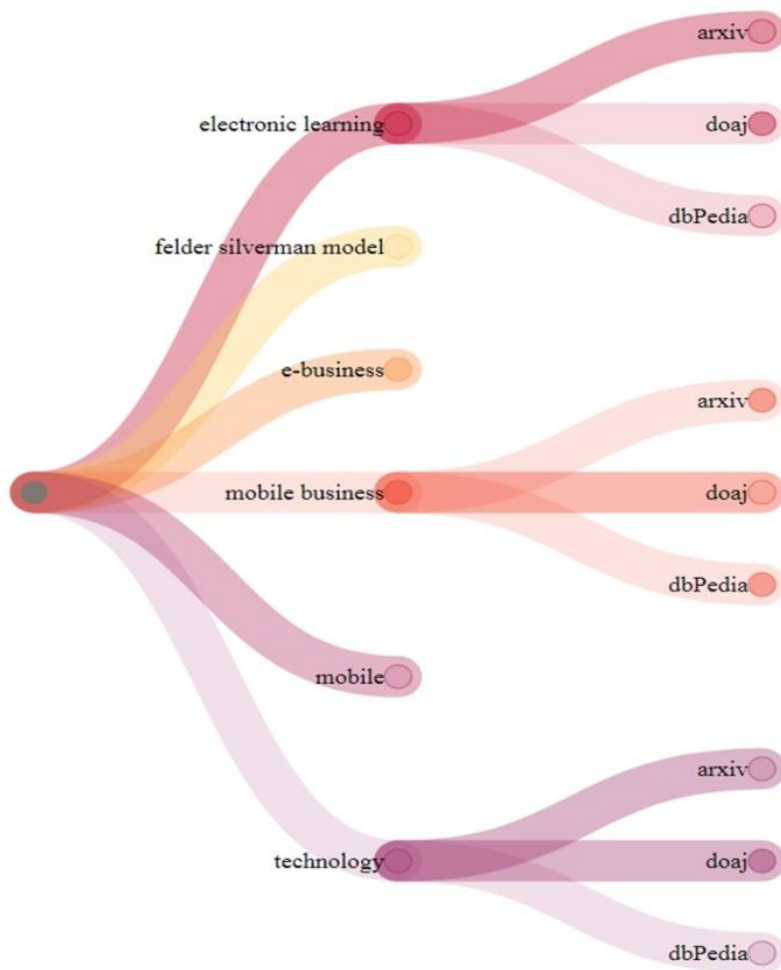 arxiv
electronic learning
doaj
dbPedia
felder silverman model
e-business
arxiv
mobile business
doaj
dbPedia
mobile
arxiv
technology
doaj
dbPedia